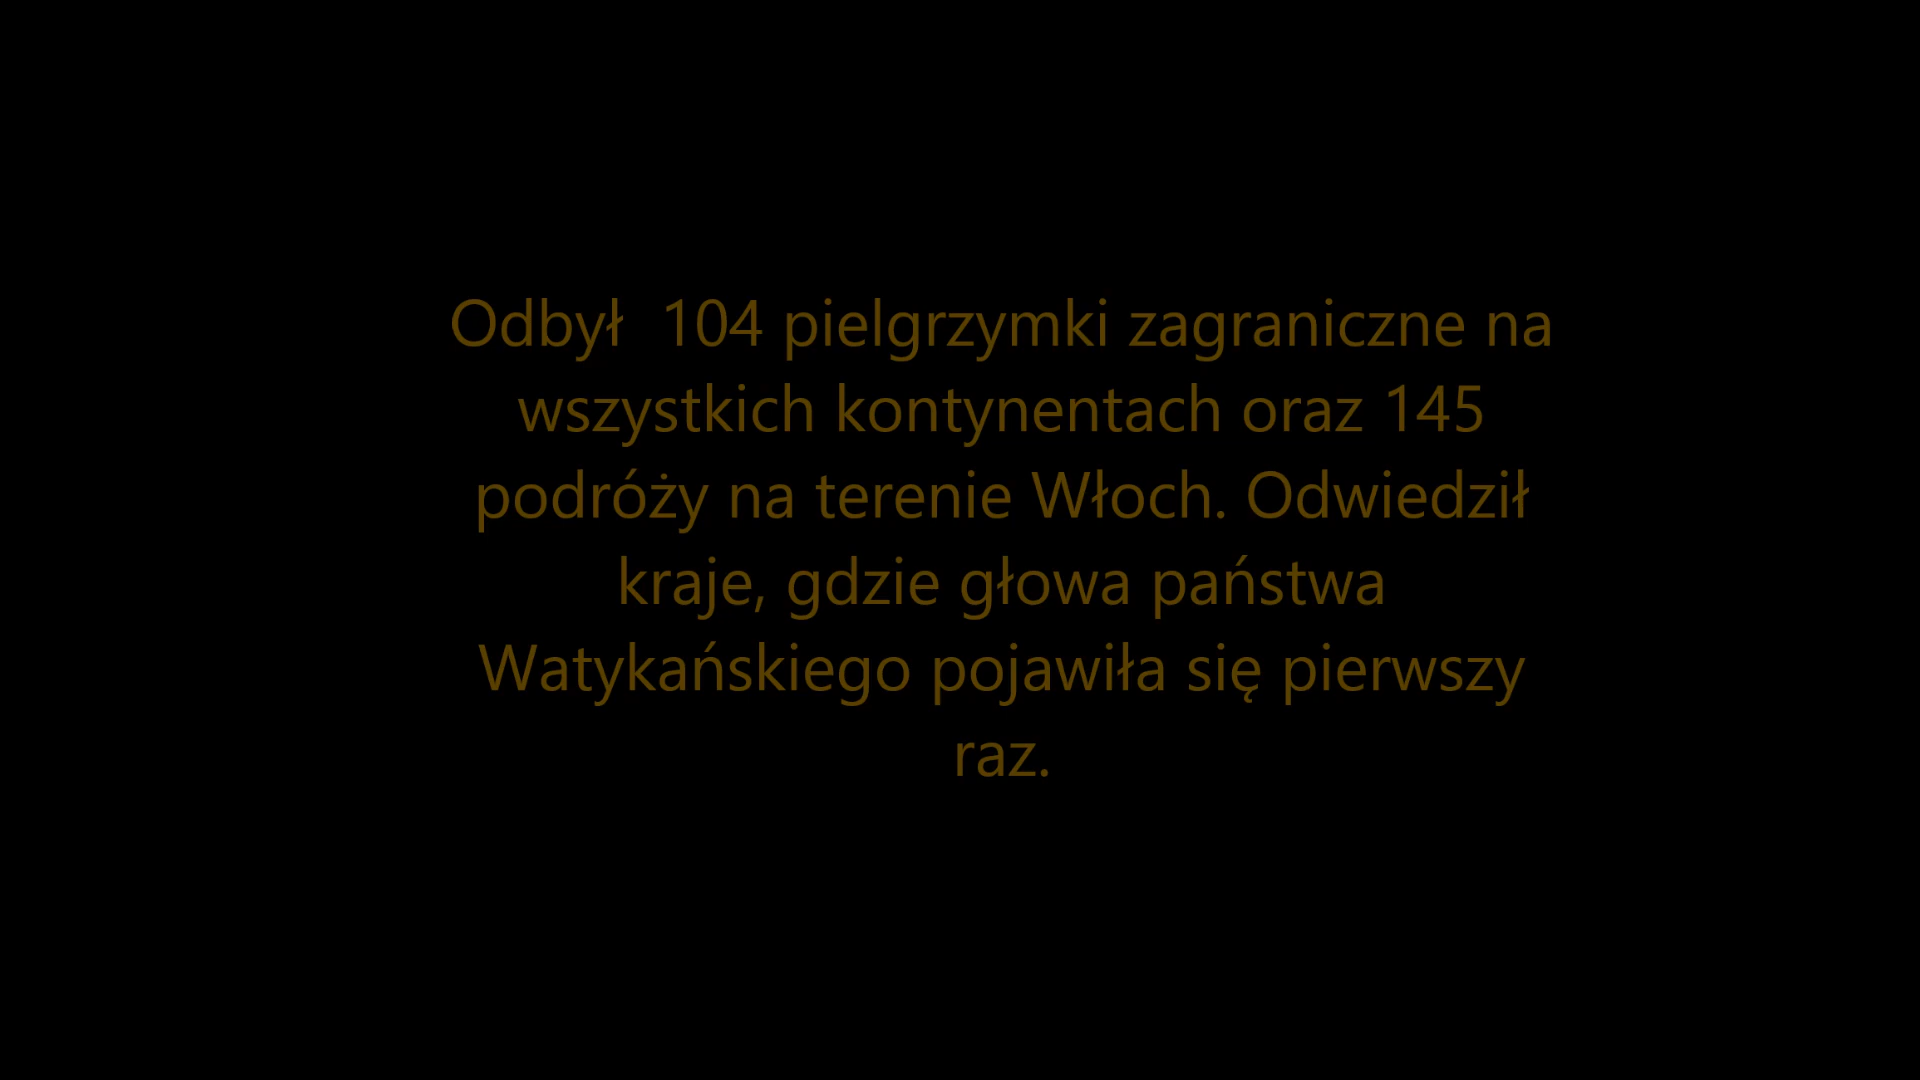 Odbył  104 pielgrzymki zagraniczne na
wszystkich kontynentach oraz 145
podróży na terenie Włoch. Odwiedził
kraje, gdzie głowa państwa
Watykańskiego pojawiła się pierwszy
raz.